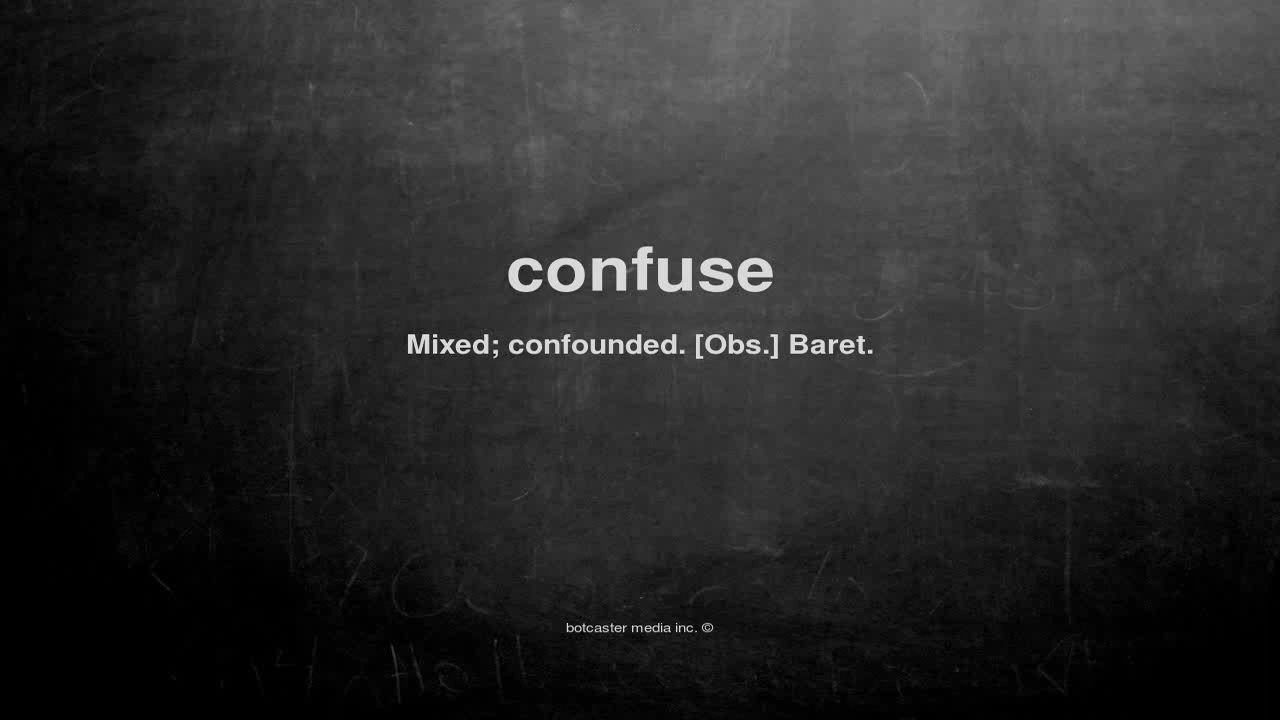 confuse
Mixed; confounded. [Obs.] Baret.
botcaster media inc. ©